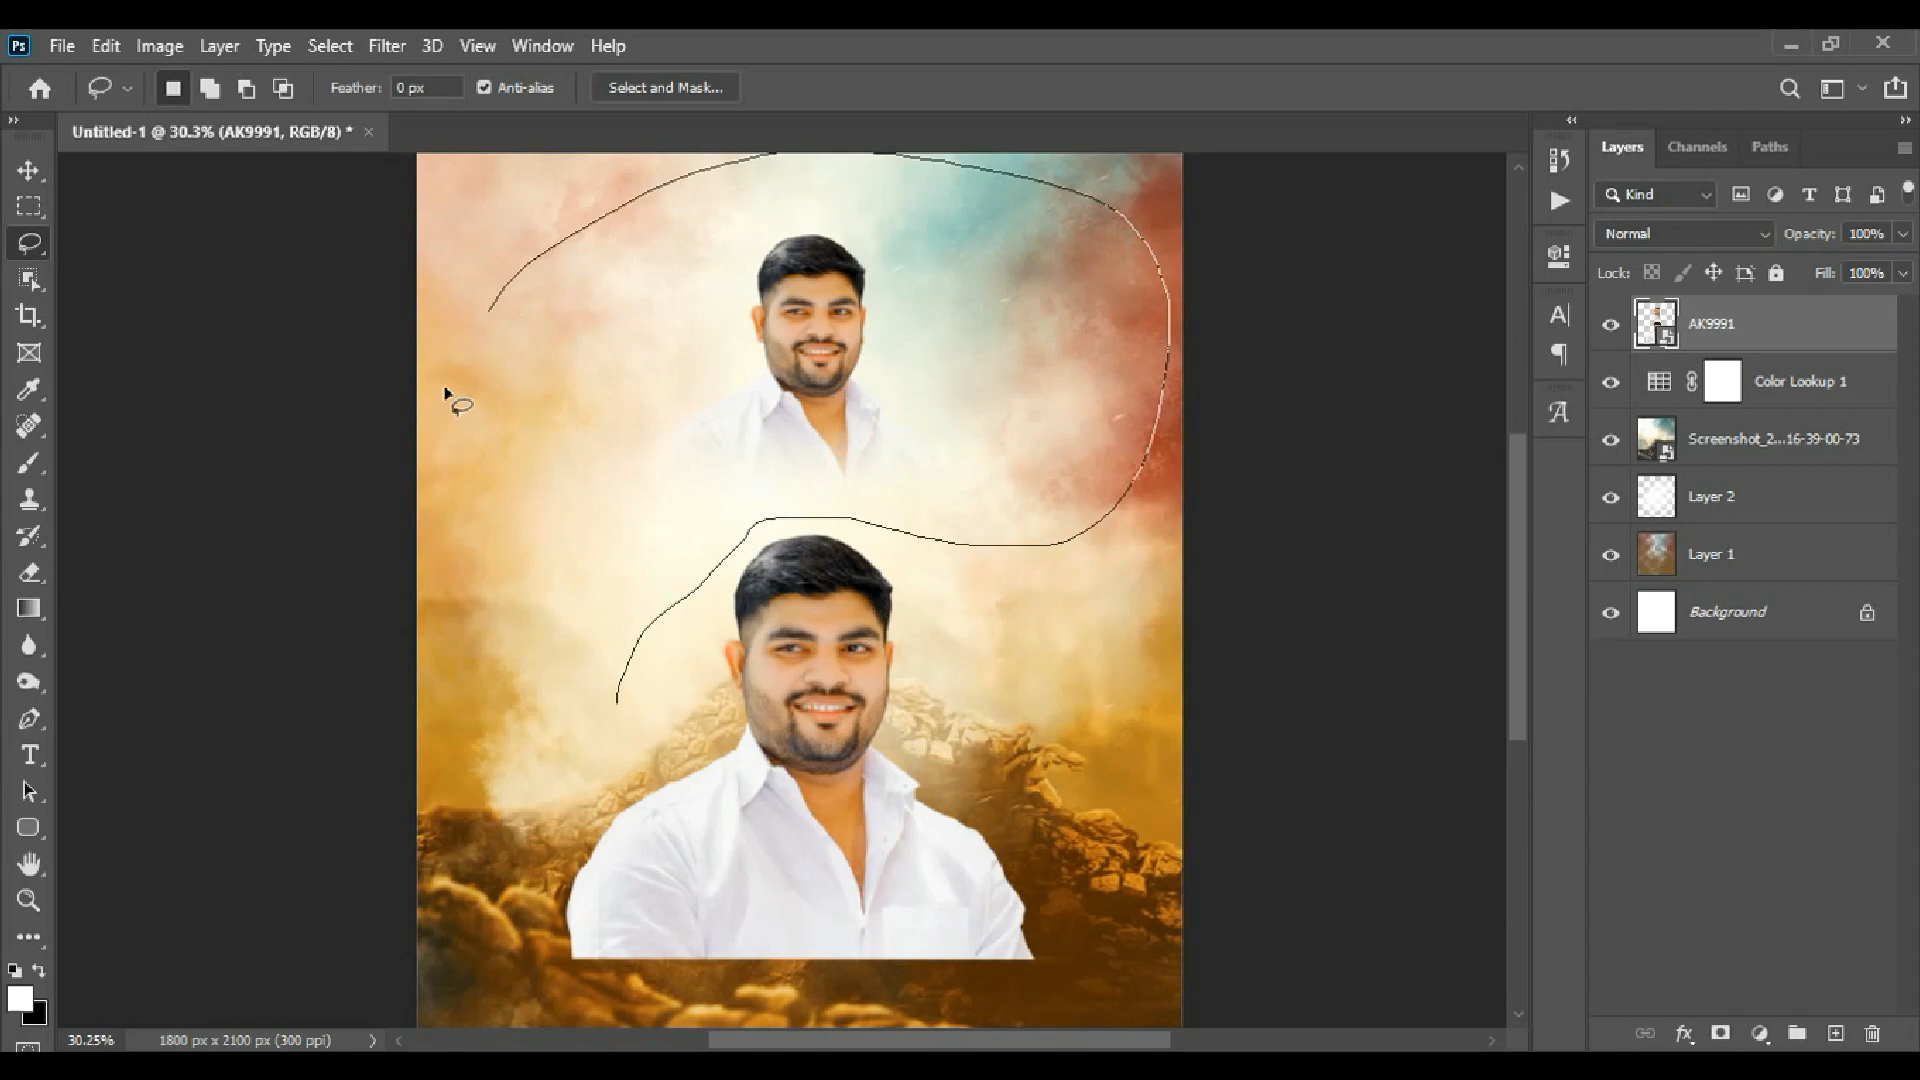 Ps File Edit Image Layer Type Select Filter 3D View Window Help
Feather: 0 px Anti-alias Select and Mask...
Untitled-1 @ 30.3% (AK9991, RGB/8) * ×
Layers Channels Paths
Kind
Normal Opacity: 100%
Lock: Fill: 100%
AK9991
Color Lookup 1
Screenshot_2...16-39-00-73
Layer 2
Layer 1
Background
30.25% 1800 px x 2100 px (300 ppi)